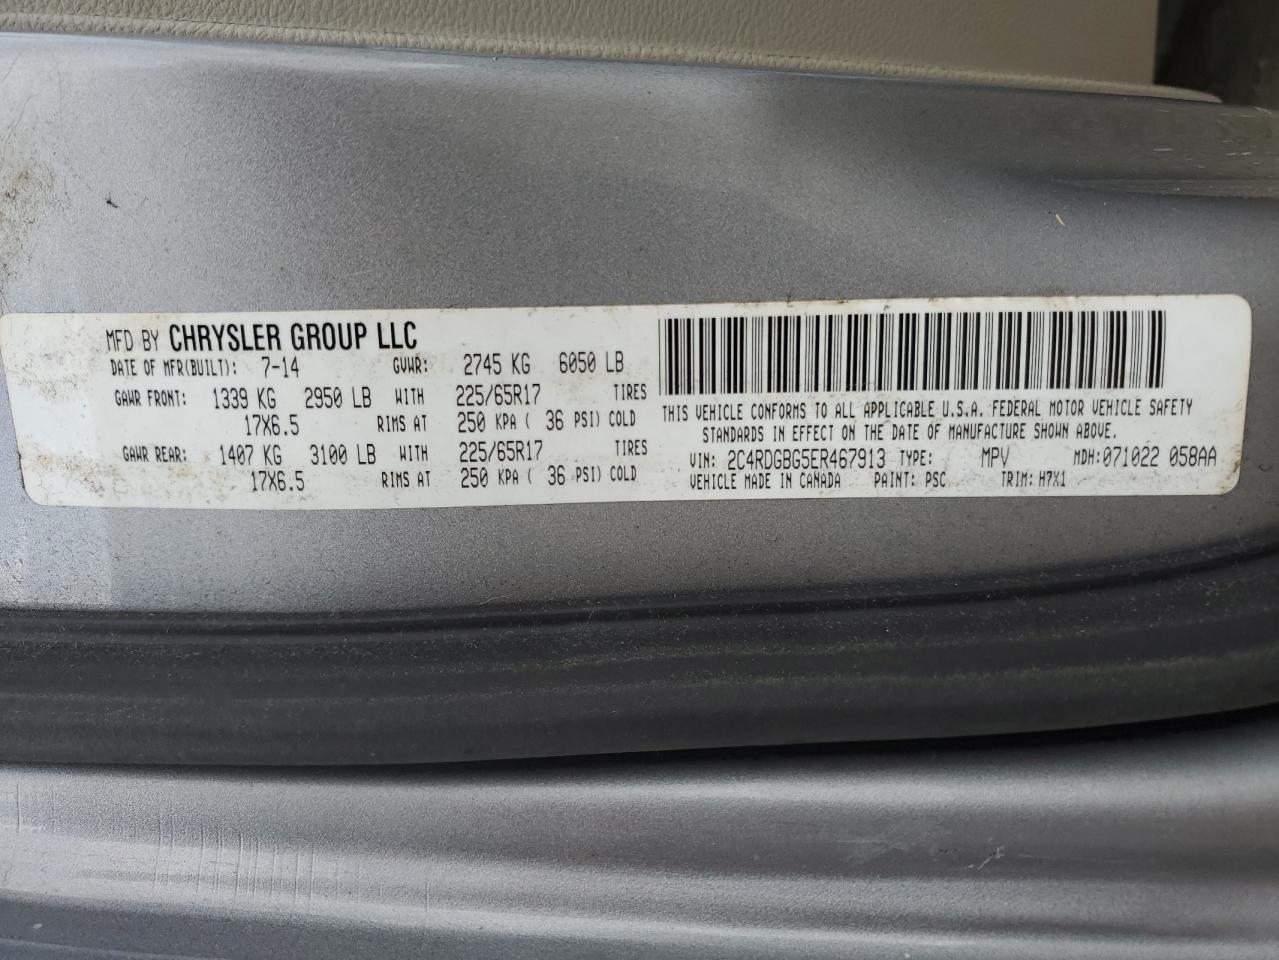 MFD BY CHRYSLER GROUP LLC
DATE OF MFR(BUILT): 7-14 GVWR: 2745 KG 6050 LB
GAWR FRONT: 1339 KG 2950 LB WITH 225/65R17 TIRES
17X6.5 RIMS AT 250 KPA ( 36 PSI) COLD
GAWR REAR: 1407 KG 3100 LB WITH 225/65R17 TIRES
17X6.5 RIMS AT 250 KPA ( 36 PSI) COLD
THIS VEHICLE CONFORMS TO ALL APPLICABLE U.S.A. FEDERAL MOTOR VEHICLE SAFETY
STANDARDS IN EFFECT ON THE DATE OF MANUFACTURE SHOWN ABOVE.
VIN: 2C4RDGBG5ER467913 TYPE: MPV MDH:071022 058AA
VEHICLE MADE IN CANADA PAINT: PSC TRIM: H7X1